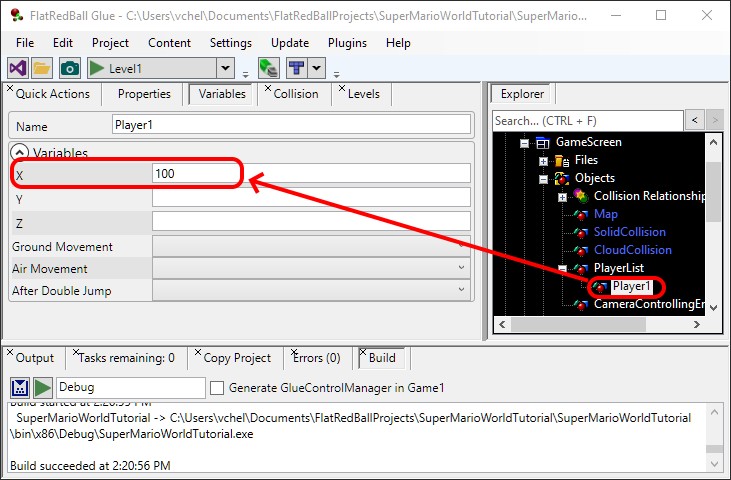 FlatRedBall Glue - C:\Users\vchel\Documents\FlatRedBallProjects\SuperMarioWorldTutorial\SuperMario...
File Edit Project Content Settings Update Plugins Help
Level1
Quick Actions Properties Variables Collision Levels
Name Player1
Variables
X 100
Y
Z
Ground Movement
Air Movement
After Double Jump
Explorer
Search... (CTRL + F) < >
GameScreen
Files
Objects
Collision Relationship
Map
SolidCollision
CloudCollision
PlayerList
Player1
CameraControllingEn
Output Tasks remaining: 0 Copy Project Errors (0) Build
Debug Generate GlueControlManager in Game1
Build started at 2:20:55 PM
SuperMarioWorldTutorial -> C:\Users\vchel\Documents\FlatRedBallProjects\SuperMarioWorldTutorial\SuperMarioWorldTutorial
\bin\x86\Debug\SuperMarioWorldTutorial.exe
Build succeeded at 2:20:56 PM